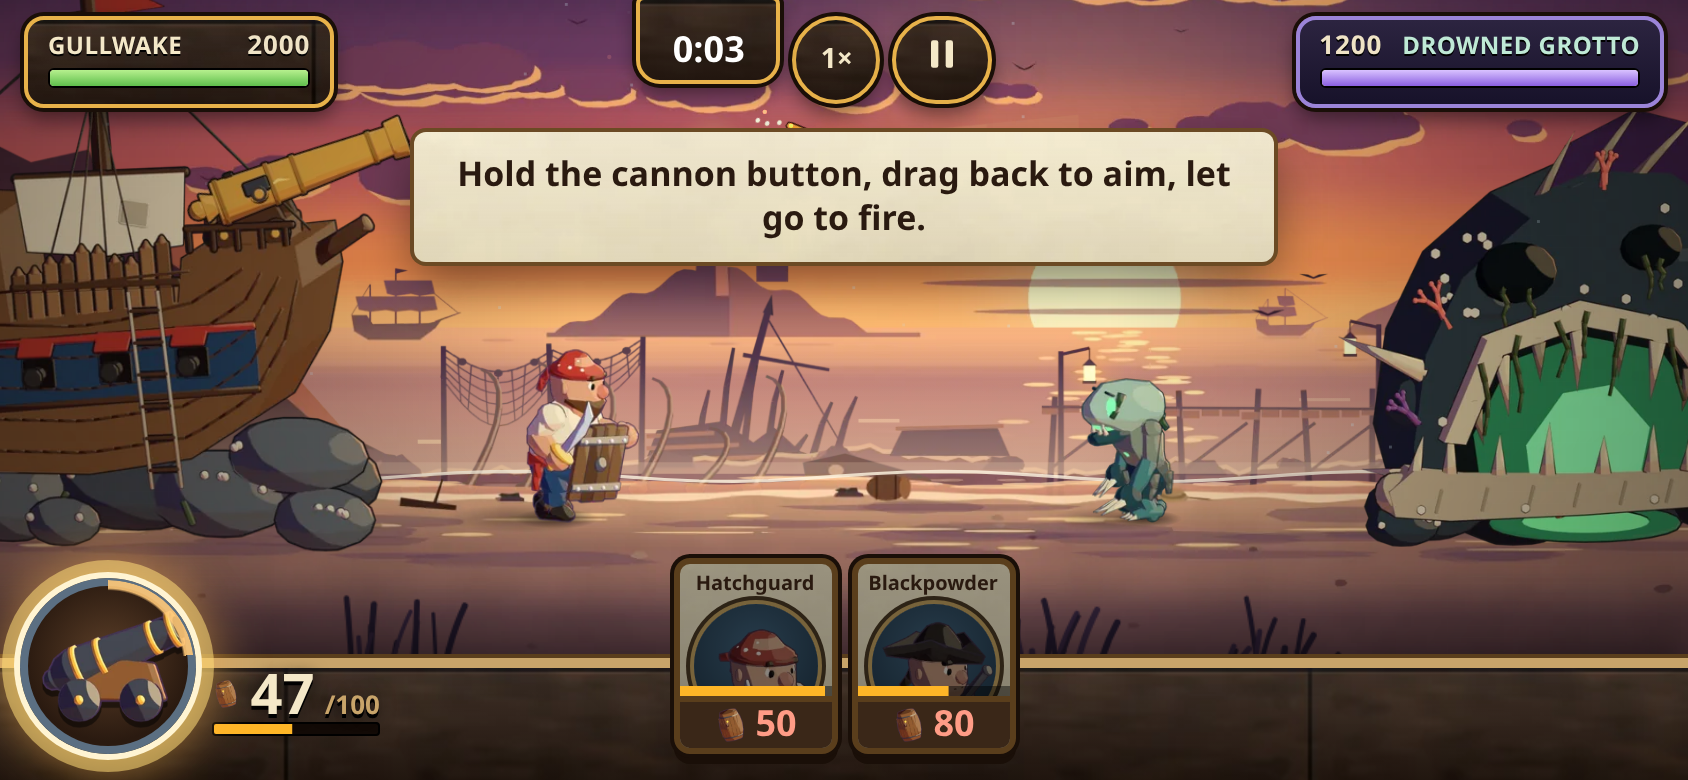 GULLWAKE 2000
0:03
1×
1200 DROWNED GROTTO
Hold the cannon button, drag back to aim, let
go to fire.
Hatchguard
Blackpowder
47 /100
50
80